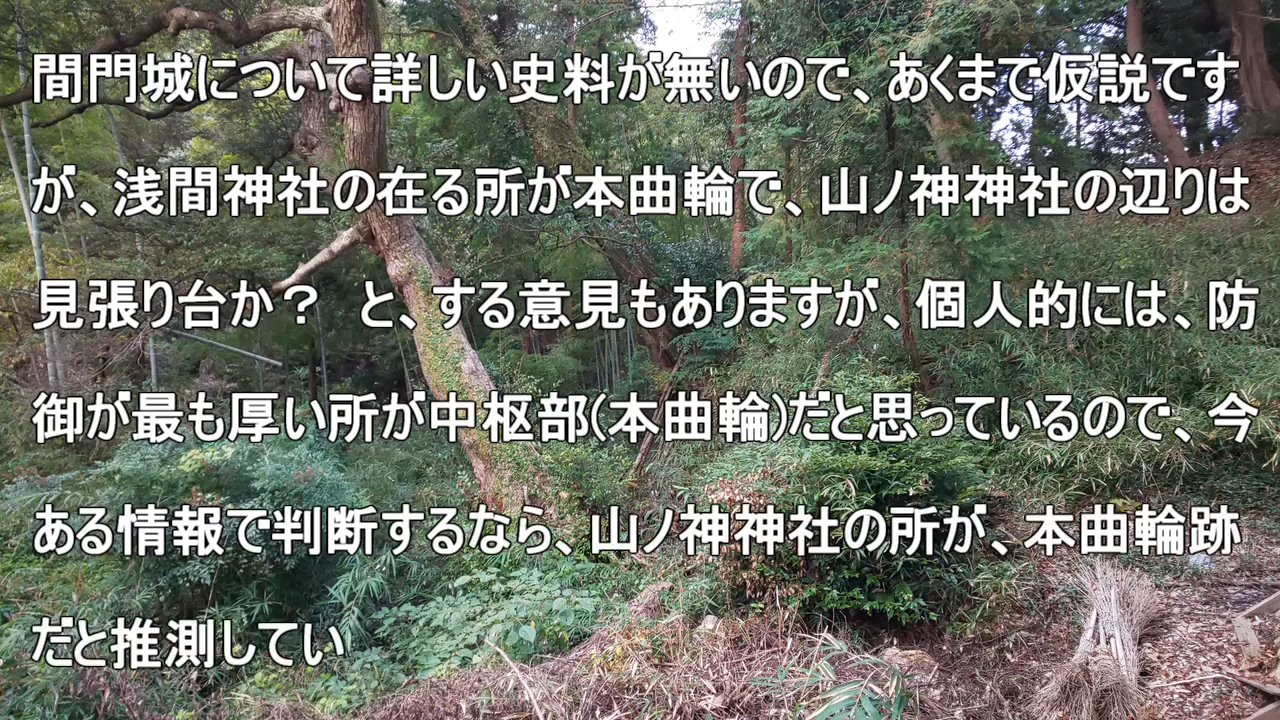 間門城について詳しい史料が無いので、あくまで仮説です
が、浅間神社の在る所が本曲輪で、山ノ神神社の辺りは
見張り台か？　と、する意見もありますが、個人的には、防
御が最も厚い所が中枢部(本曲輪)だと思っているので、今
ある情報で判断するなら、山ノ神神社の所が、本曲輪跡
だと推測してい